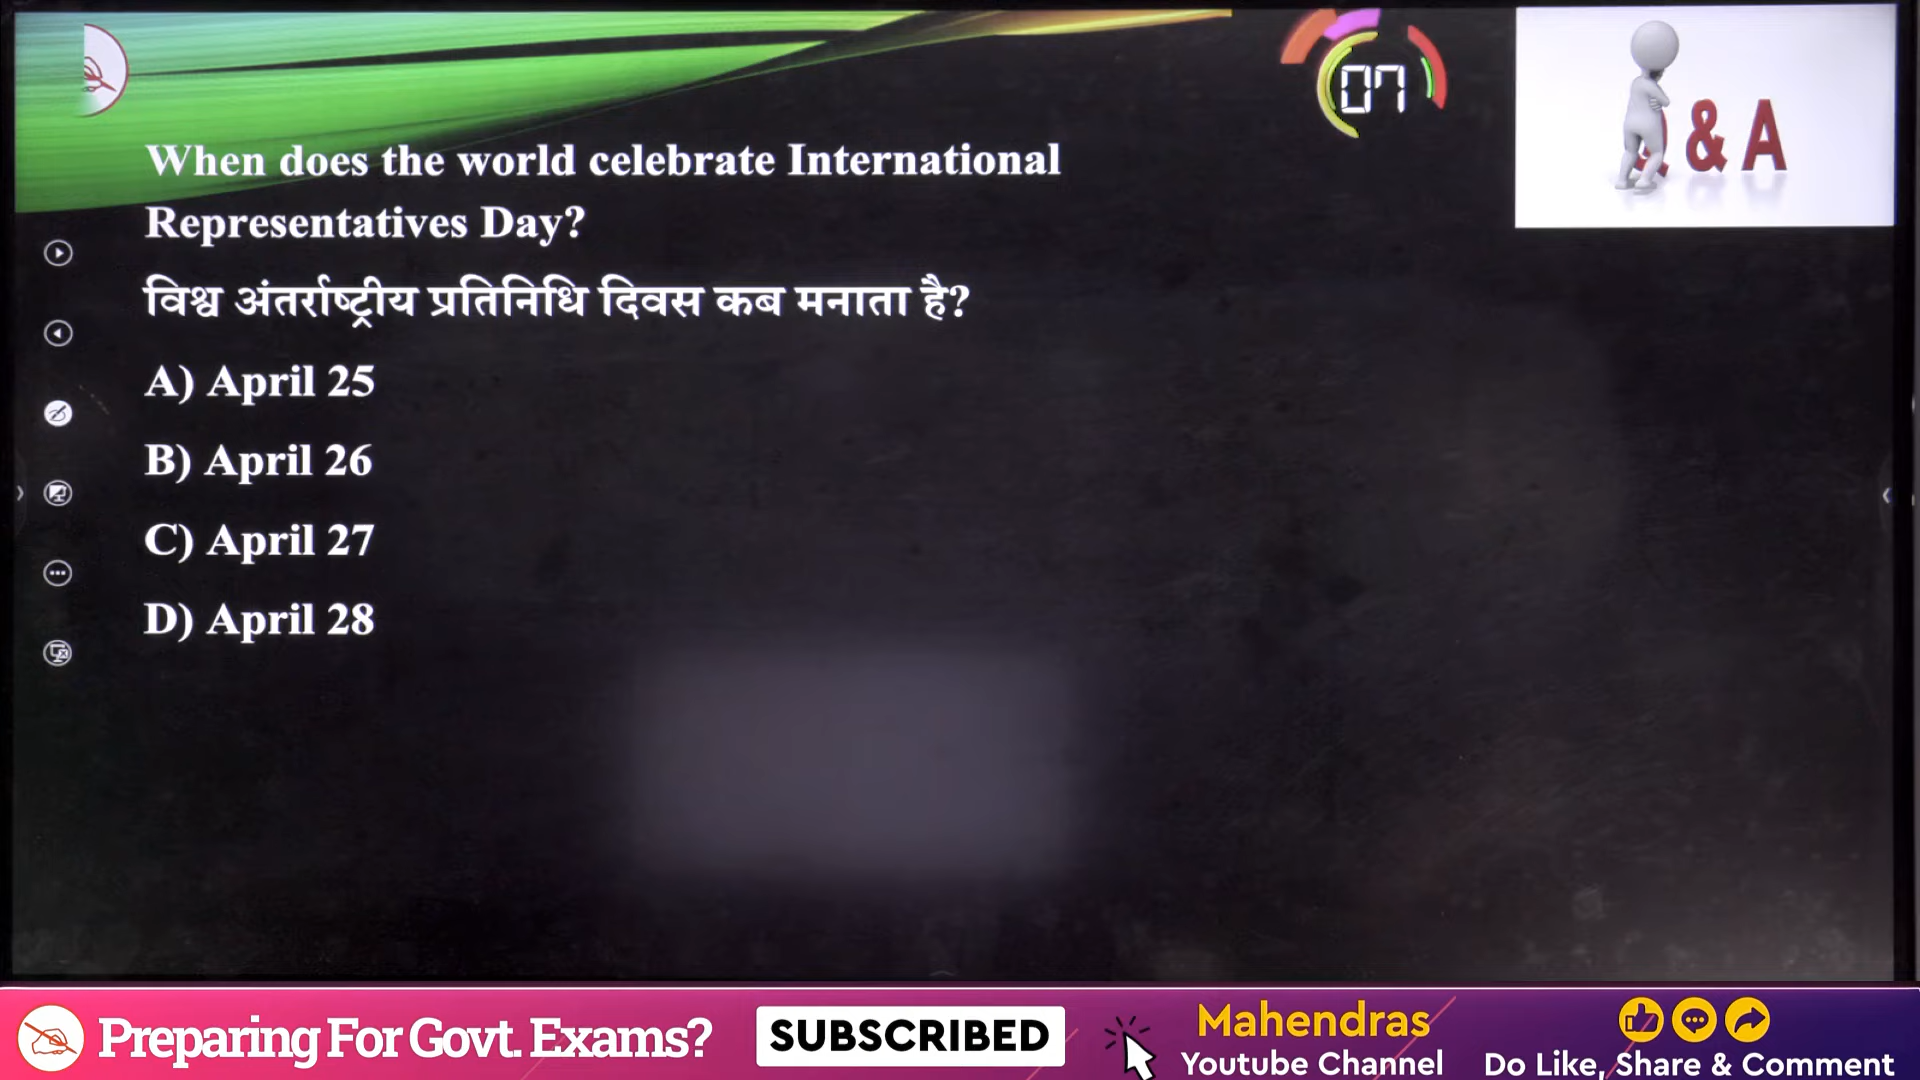 07
& A
When does the world celebrate International
Representatives Day?
विश्व अंतर्राष्ट्रीय प्रतिनिधि दिवस कब मनाता है?
A) April 25
B) April 26
C) April 27
D) April 28
Preparing For Govt. Exams?
SUBSCRIBED
Mahendras
Youtube Channel
Do Like, Share & Comment